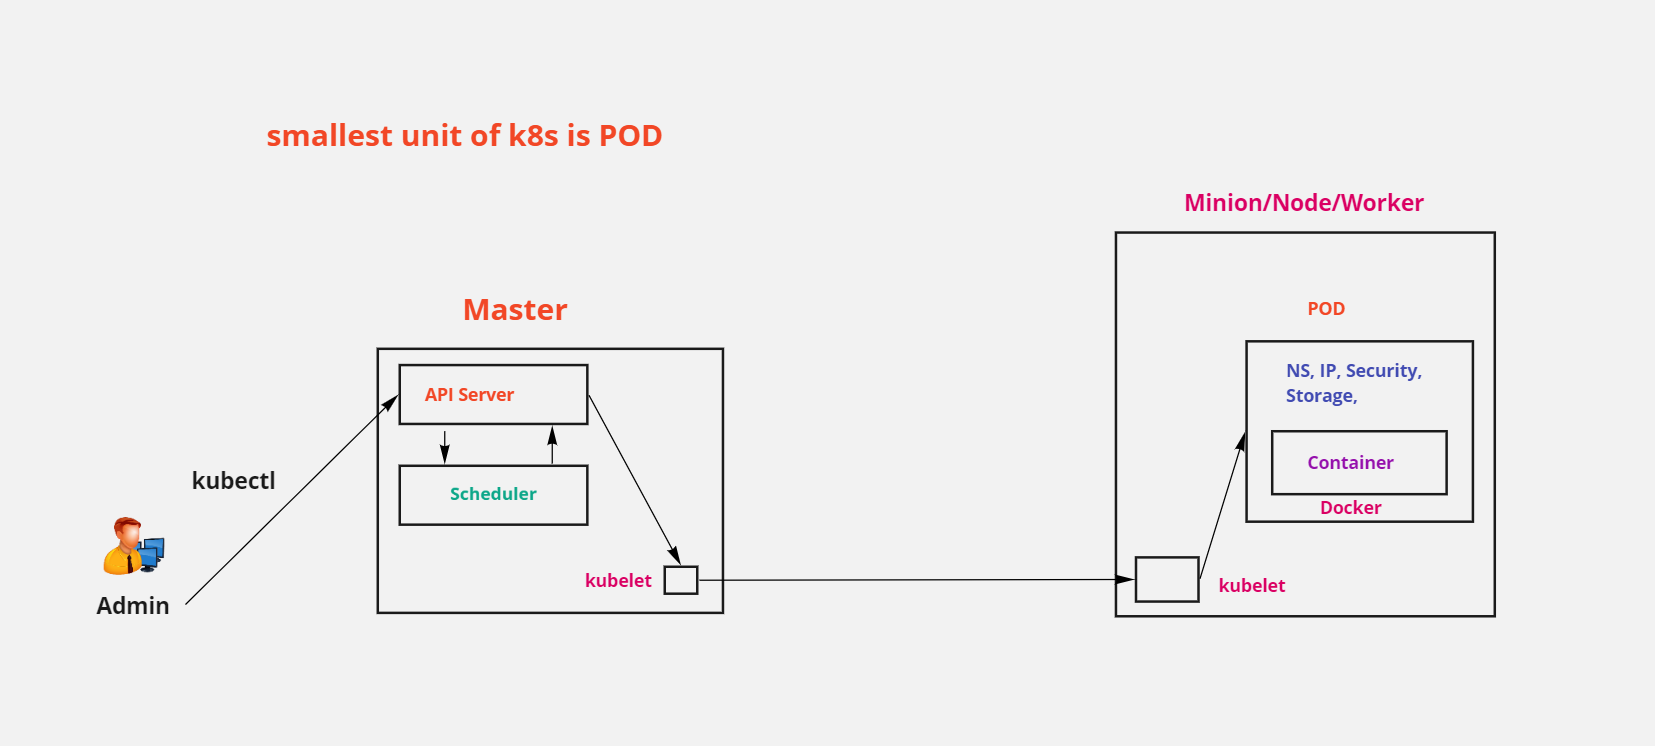 smallest unit of k8s is POD
Minion/Node/Worker
Master
POD
API Server
NS, IP, Security,
Storage,
kubectl
Scheduler
Container
Docker
kubelet
kubelet
Admin